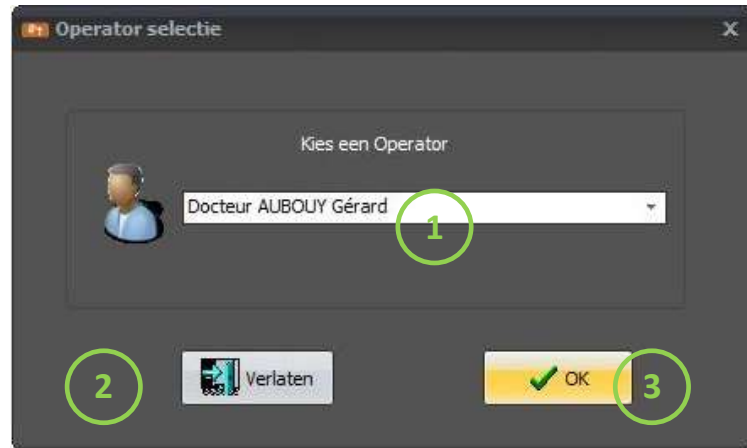 Operator selectie
Kies een Operator
Docteur AUBOUY Gérard
1
2
Verlaten
OK
3